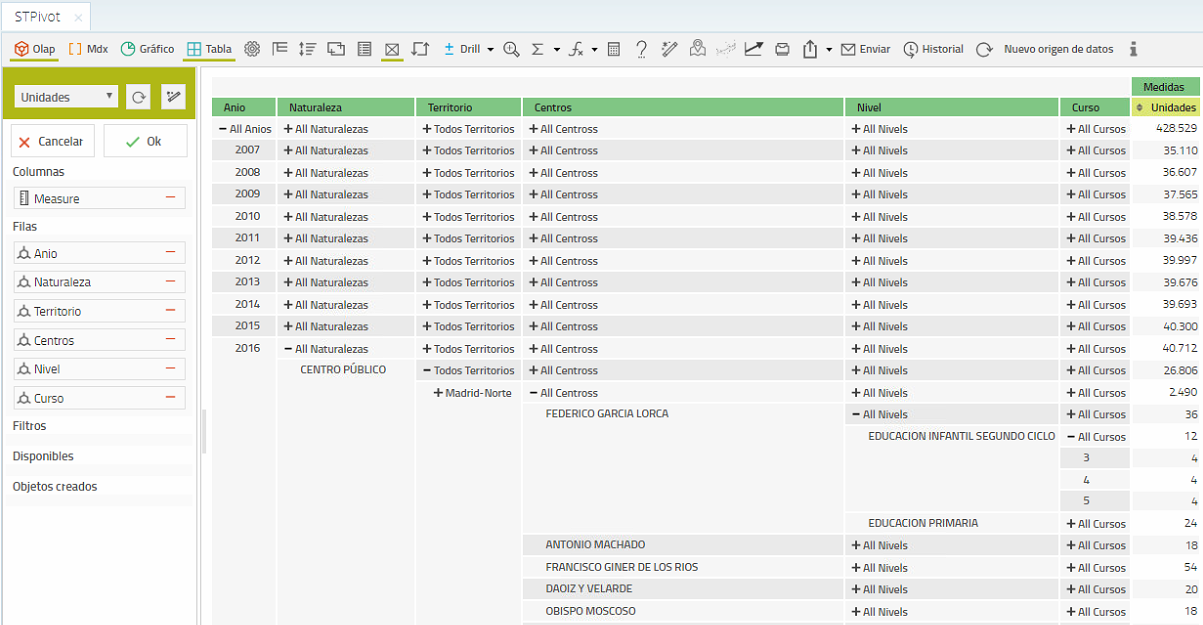 STPivot ×
Olap Mdx Gráfico Tabla Drill Enviar Historial Nuevo origen de datos
Unidades
Cancelar Ok
Columnas
Measure
Filas
Anio
Naturaleza
Territorio
Centros
Nivel
Curso
Filtros
Disponibles
Objetos creados
Medidas
Anio Naturaleza Territorio Centros Nivel Curso Unidades
− All Anios + All Naturalezas + Todos Territorios + All Centross + All Nivels + All Cursos 428.529
2007 + All Naturalezas + Todos Territorios + All Centross + All Nivels + All Cursos 35.110
2008 + All Naturalezas + Todos Territorios + All Centross + All Nivels + All Cursos 36.607
2009 + All Naturalezas + Todos Territorios + All Centross + All Nivels + All Cursos 37.565
2010 + All Naturalezas + Todos Territorios + All Centross + All Nivels + All Cursos 38.578
2011 + All Naturalezas + Todos Territorios + All Centross + All Nivels + All Cursos 39.436
2012 + All Naturalezas + Todos Territorios + All Centross + All Nivels + All Cursos 39.997
2013 + All Naturalezas + Todos Territorios + All Centross + All Nivels + All Cursos 39.676
2014 + All Naturalezas + Todos Territorios + All Centross + All Nivels + All Cursos 39.693
2015 + All Naturalezas + Todos Territorios + All Centross + All Nivels + All Cursos 40.300
2016 − All Naturalezas + Todos Territorios + All Centross + All Nivels + All Cursos 40.712
CENTRO PÚBLICO − Todos Territorios + All Centross + All Nivels + All Cursos 26.806
+ Madrid-Norte − All Centross + All Nivels + All Cursos 2.490
FEDERICO GARCIA LORCA − All Nivels + All Cursos 36
EDUCACION INFANTIL SEGUNDO CICLO − All Cursos 12
3 4
4 4
5 4
EDUCACION PRIMARIA + All Cursos 24
ANTONIO MACHADO + All Nivels + All Cursos 18
FRANCISCO GINER DE LOS RIOS + All Nivels + All Cursos 54
DAOIZ Y VELARDE + All Nivels + All Cursos 20
OBISPO MOSCOSO + All Nivels + All Cursos 18